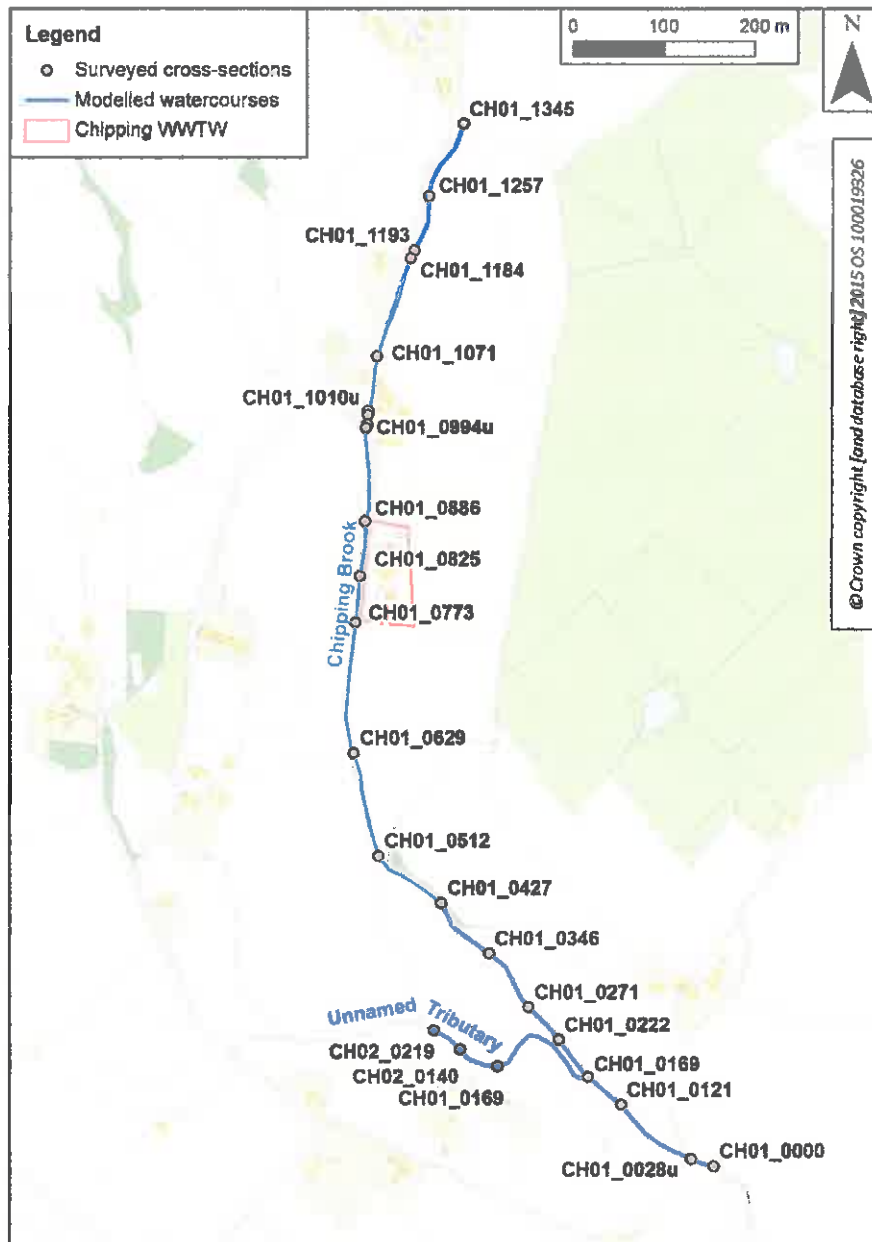 Legend
Surveyed cross-sections
Modelled watercourses
Chipping WWTW
0 100 200 m
N
CH01_1345
CH01_1257
CH01_1193
CH01_1184
CH01_1071
CH01_1010u
CH01_0994u
CH01_0886
CH01_0825
CH01_0773
Chipping Brook
CH01_0629
CH01_0512
CH01_0427
CH01_0346
CH01_0271
CH01_0222
Unnamed Tributary
CH02_0219
CH02_0140
CH01_0169
CH01_0169
CH01_0121
CH01_0028u
CH01_0000
© Crown copyright [and database right] 2015 OS 100019326